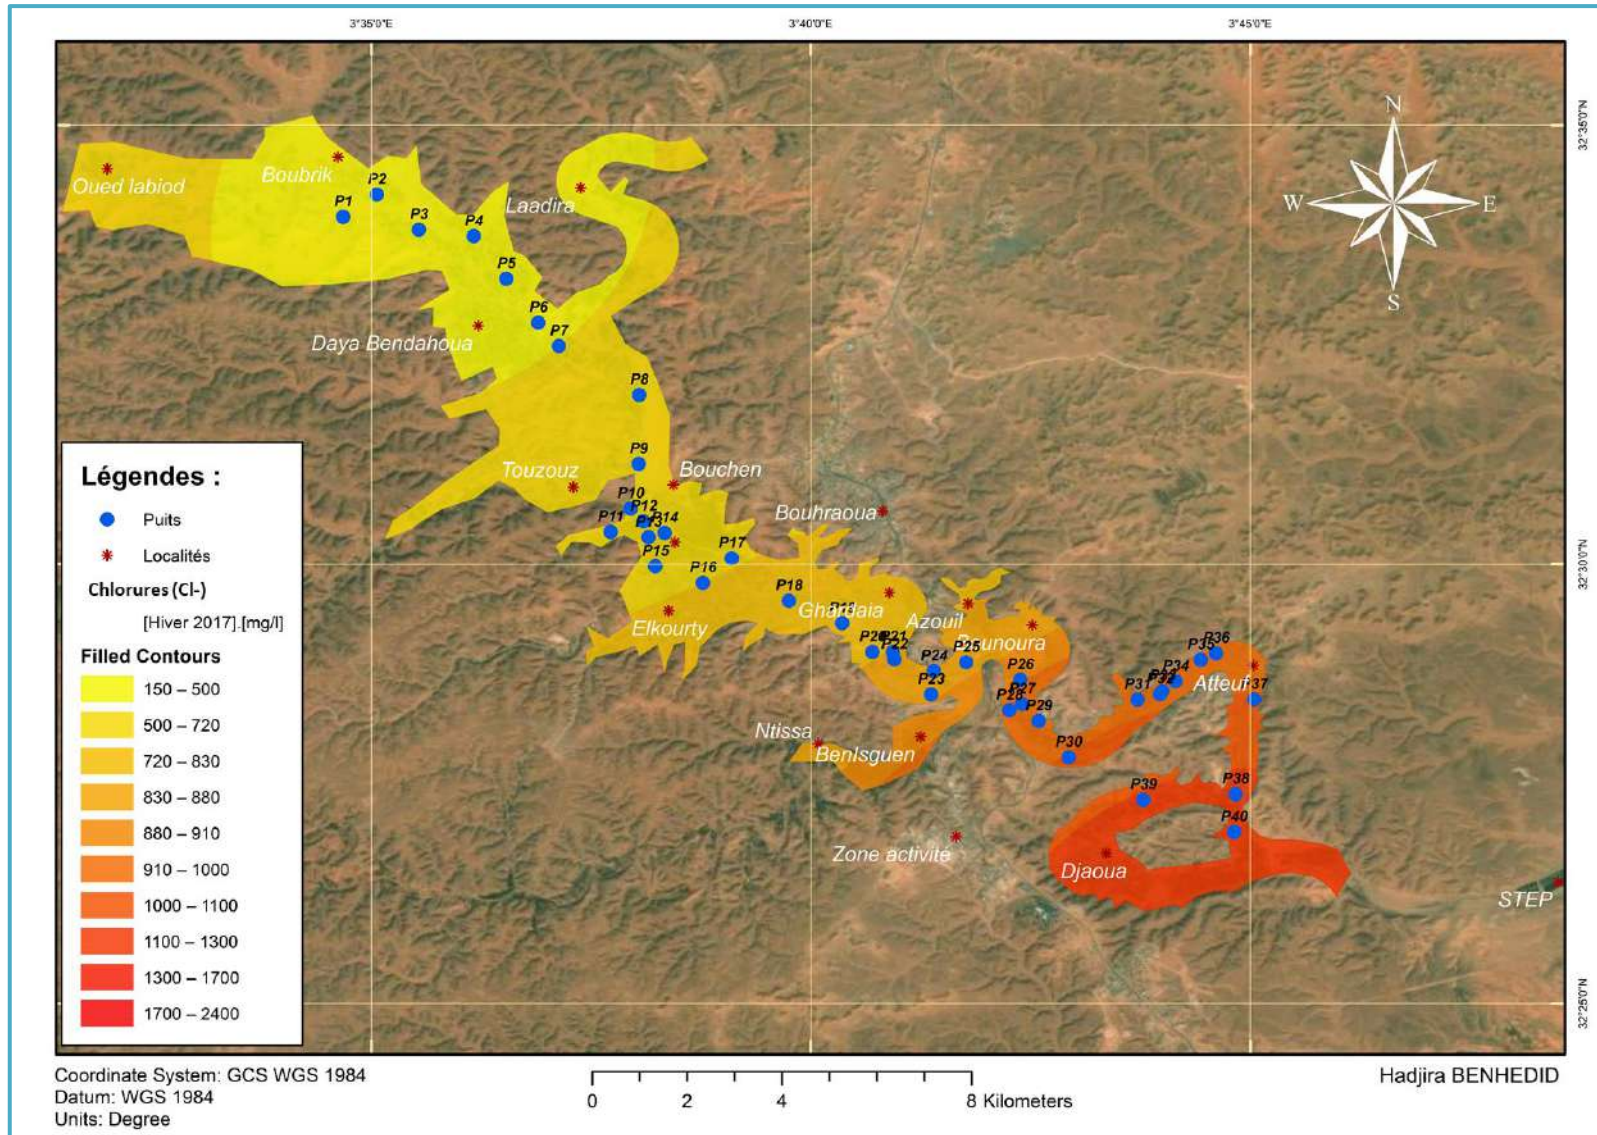 3°35'0"E
3°40'0"E
3°45'0"E
N
W
E
S
32°35'0"N
32°30'0"N
32°25'0"N
Oued labiod
Boubrik
Laadira
P1
P2
P3
P4
P5
P6
P7
Daya Bendahoua
P8
P9
Touzouz
Bouchen
P10
P11
P12
P13
P14
P15
P16
P17
Bouhraoua
P18
Ghardaia
Elkourty
Azouil
Bounoura
P20
P21
P22
P23
P24
P25
P26
P27
P28
P29
P30
P31
P34
P35
P36
Atteuf
P37
Ntissa
BenIsguen
P38
P39
P40
Zone activité
Djaoua
STEP
Légendes :
Puits
Localités
Chlorures (Cl-)
[Hiver 2017].[mg/l]
Filled Contours
150 – 500
500 – 720
720 – 830
830 – 880
880 – 910
910 – 1000
1000 – 1100
1100 – 1300
1300 – 1700
1700 – 2400
Coordinate System: GCS WGS 1984
Datum: WGS 1984
Units: Degree
0 2 4 8 Kilometers
Hadjira BENHEDID